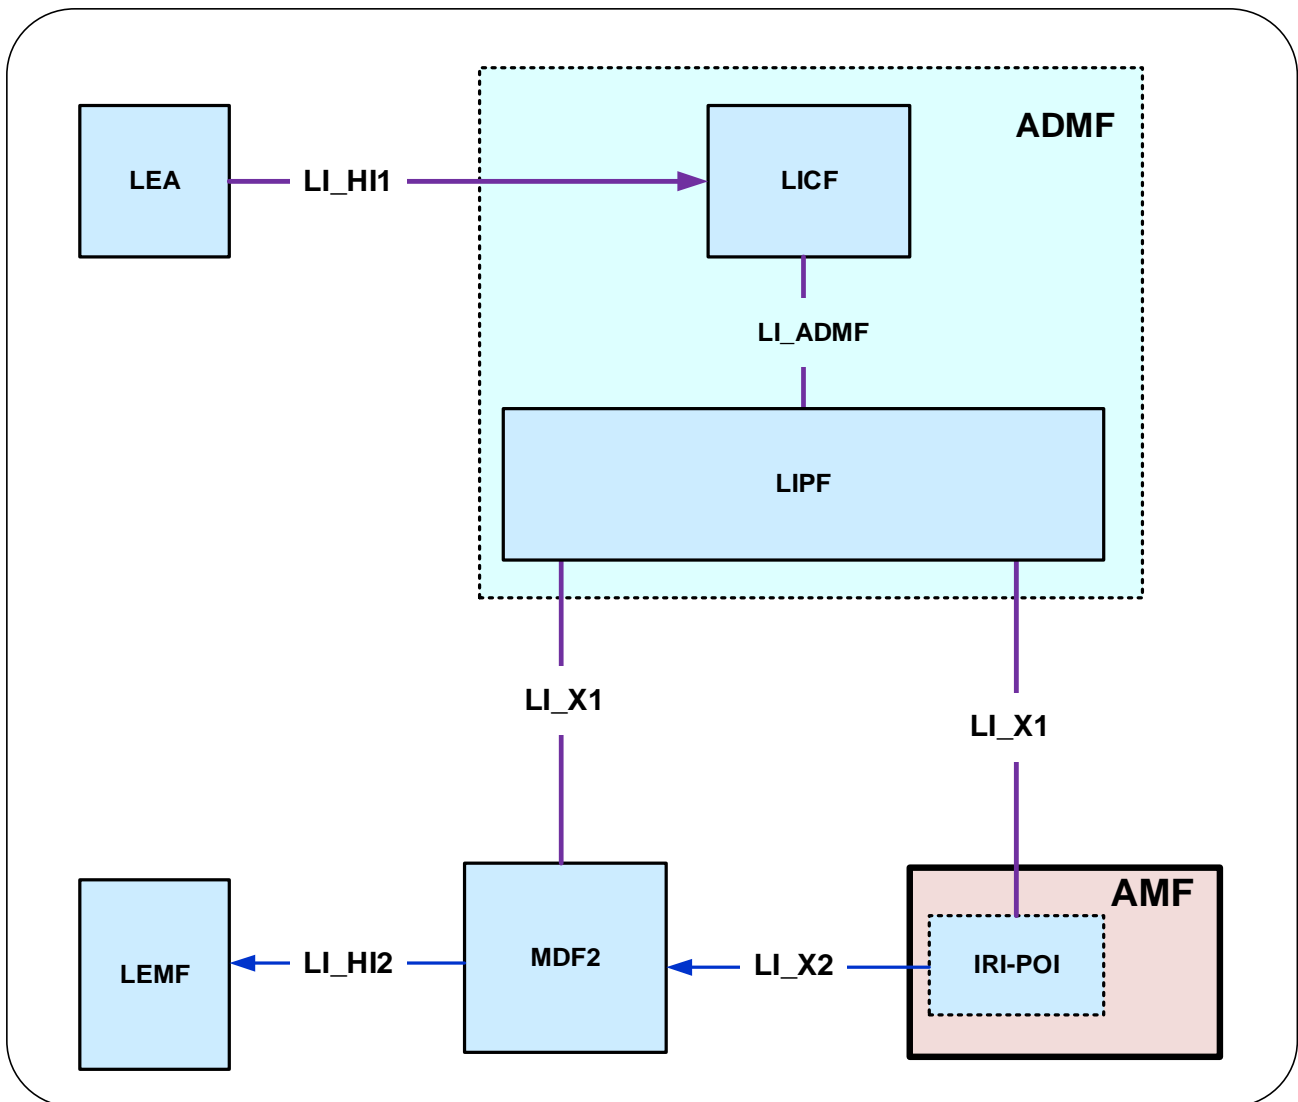 ADMF
LEA
LI_HI1
LICF
LI_ADMF
LIPF
LI_X1
LI_X1
AMF
LEMF
LI_HI2
MDF2
LI_X2
IRI-POI